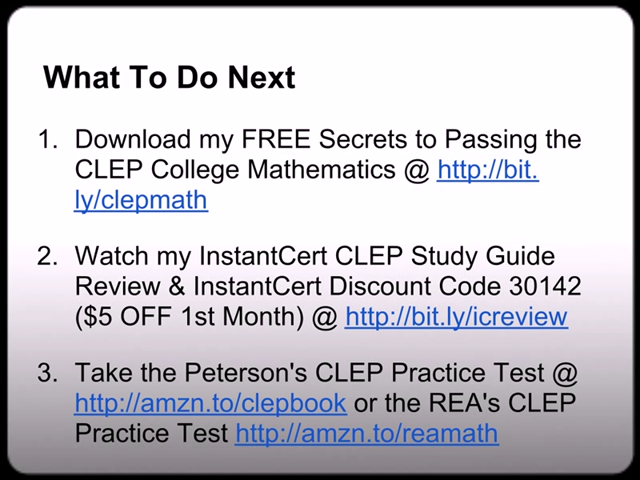 What To Do Next
1. Download my FREE Secrets to Passing the
CLEP College Mathematics @ http://bit.
ly/clepmath
2. Watch my InstantCert CLEP Study Guide
Review & InstantCert Discount Code 30142
($5 OFF 1st Month) @ http://bit.ly/icreview
3. Take the Peterson's CLEP Practice Test @
http://amzn.to/clepbook or the REA's CLEP
Practice Test http://amzn.to/reamath